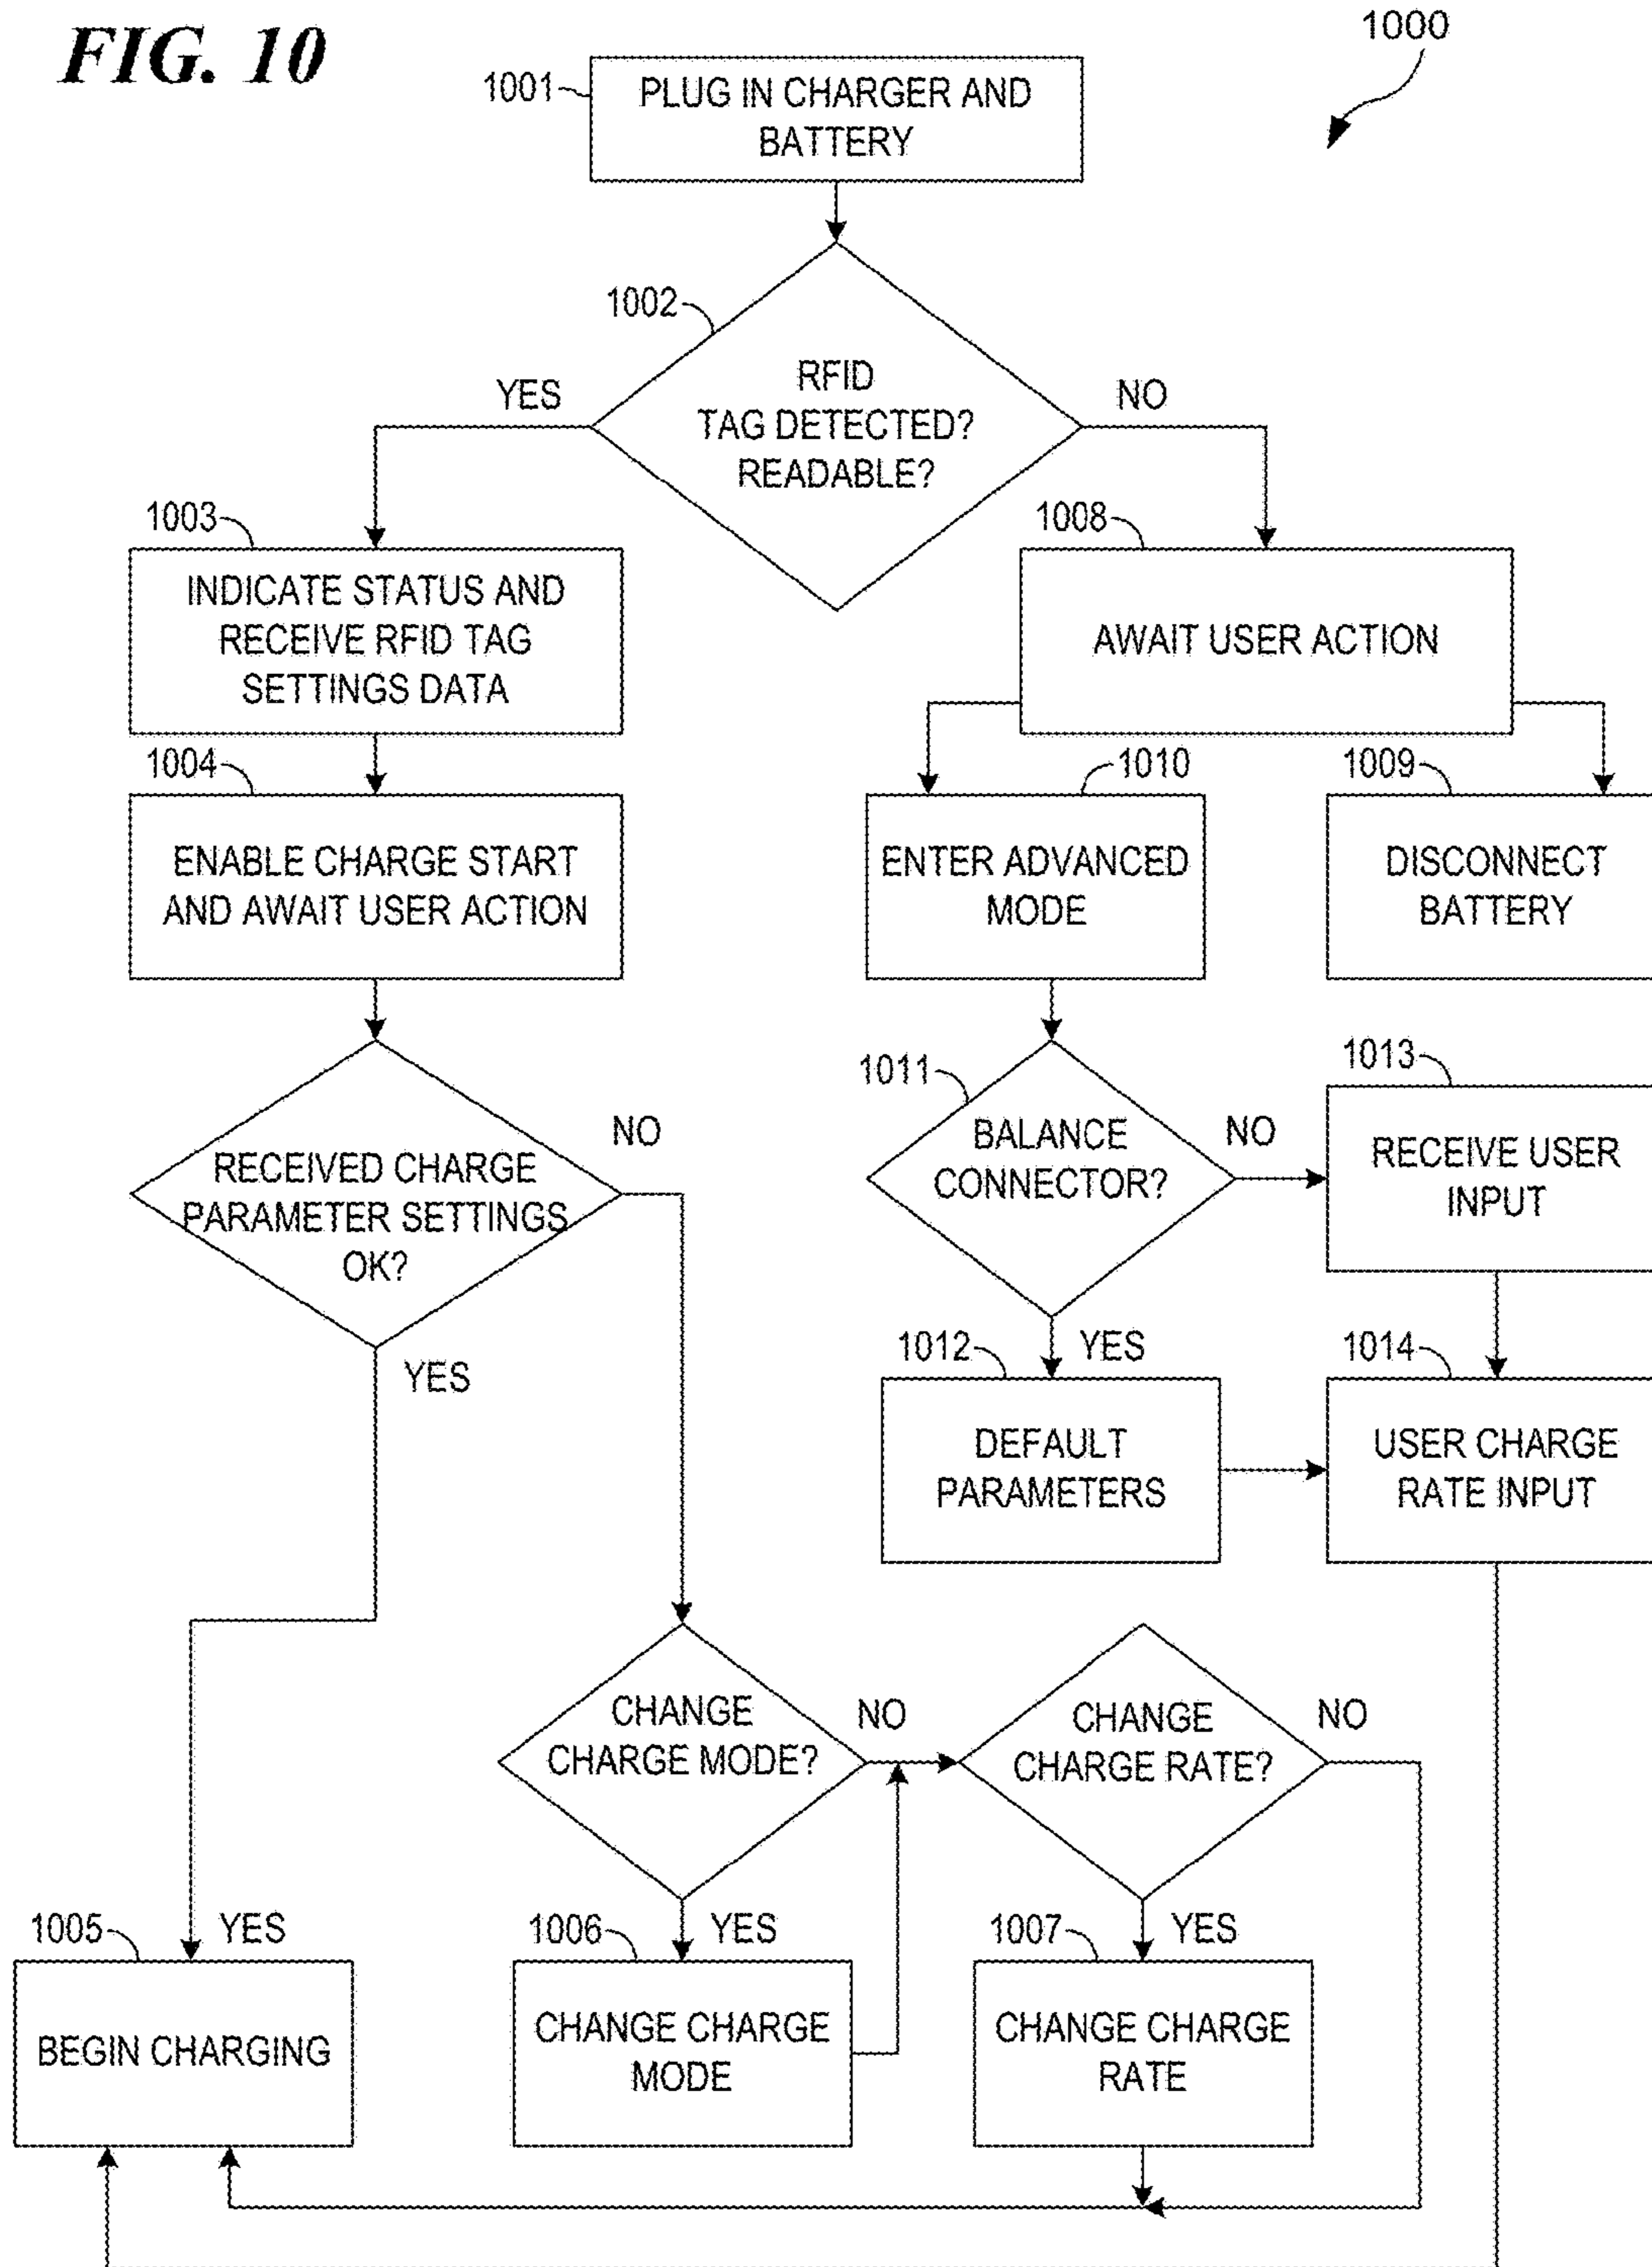 FIG. 10
1000
1001
PLUG IN CHARGER AND
BATTERY
1002
RFID
TAG DETECTED?
READABLE?
YES
NO
1003
INDICATE STATUS AND
RECEIVE RFID TAG
SETTINGS DATA
1008
AWAIT USER ACTION
1004
ENABLE CHARGE START
AND AWAIT USER ACTION
1010
ENTER ADVANCED
MODE
1009
DISCONNECT
BATTERY
RECEIVED CHARGE
PARAMETER SETTINGS
OK?
NO
YES
1011
BALANCE
CONNECTOR?
NO
YES
1013
RECEIVE USER
INPUT
1012
DEFAULT
PARAMETERS
1014
USER CHARGE
RATE INPUT
CHANGE
CHARGE MODE?
NO
YES
CHANGE
CHARGE RATE?
NO
YES
1005
YES
BEGIN CHARGING
1006
CHANGE CHARGE
MODE
1007
CHANGE CHARGE
RATE